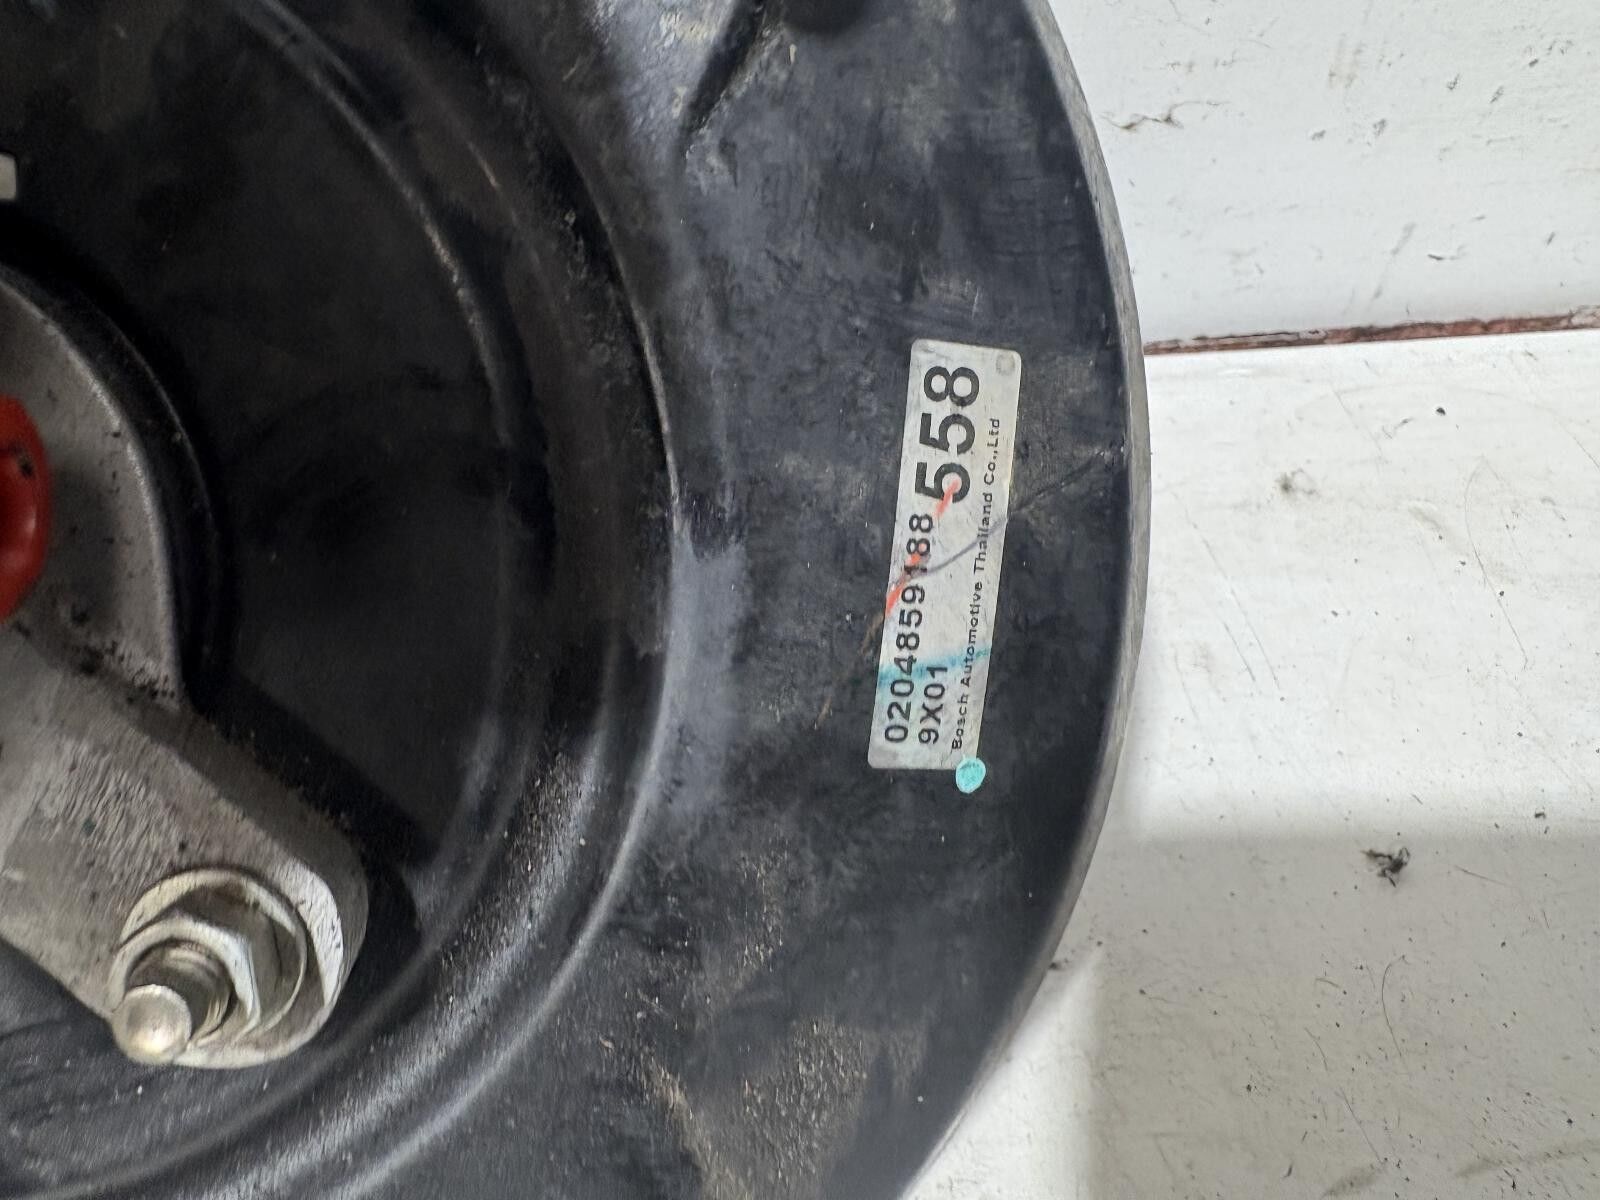 0204859188 558
9X01
Bosch Automotive Thailand Co.,Ltd